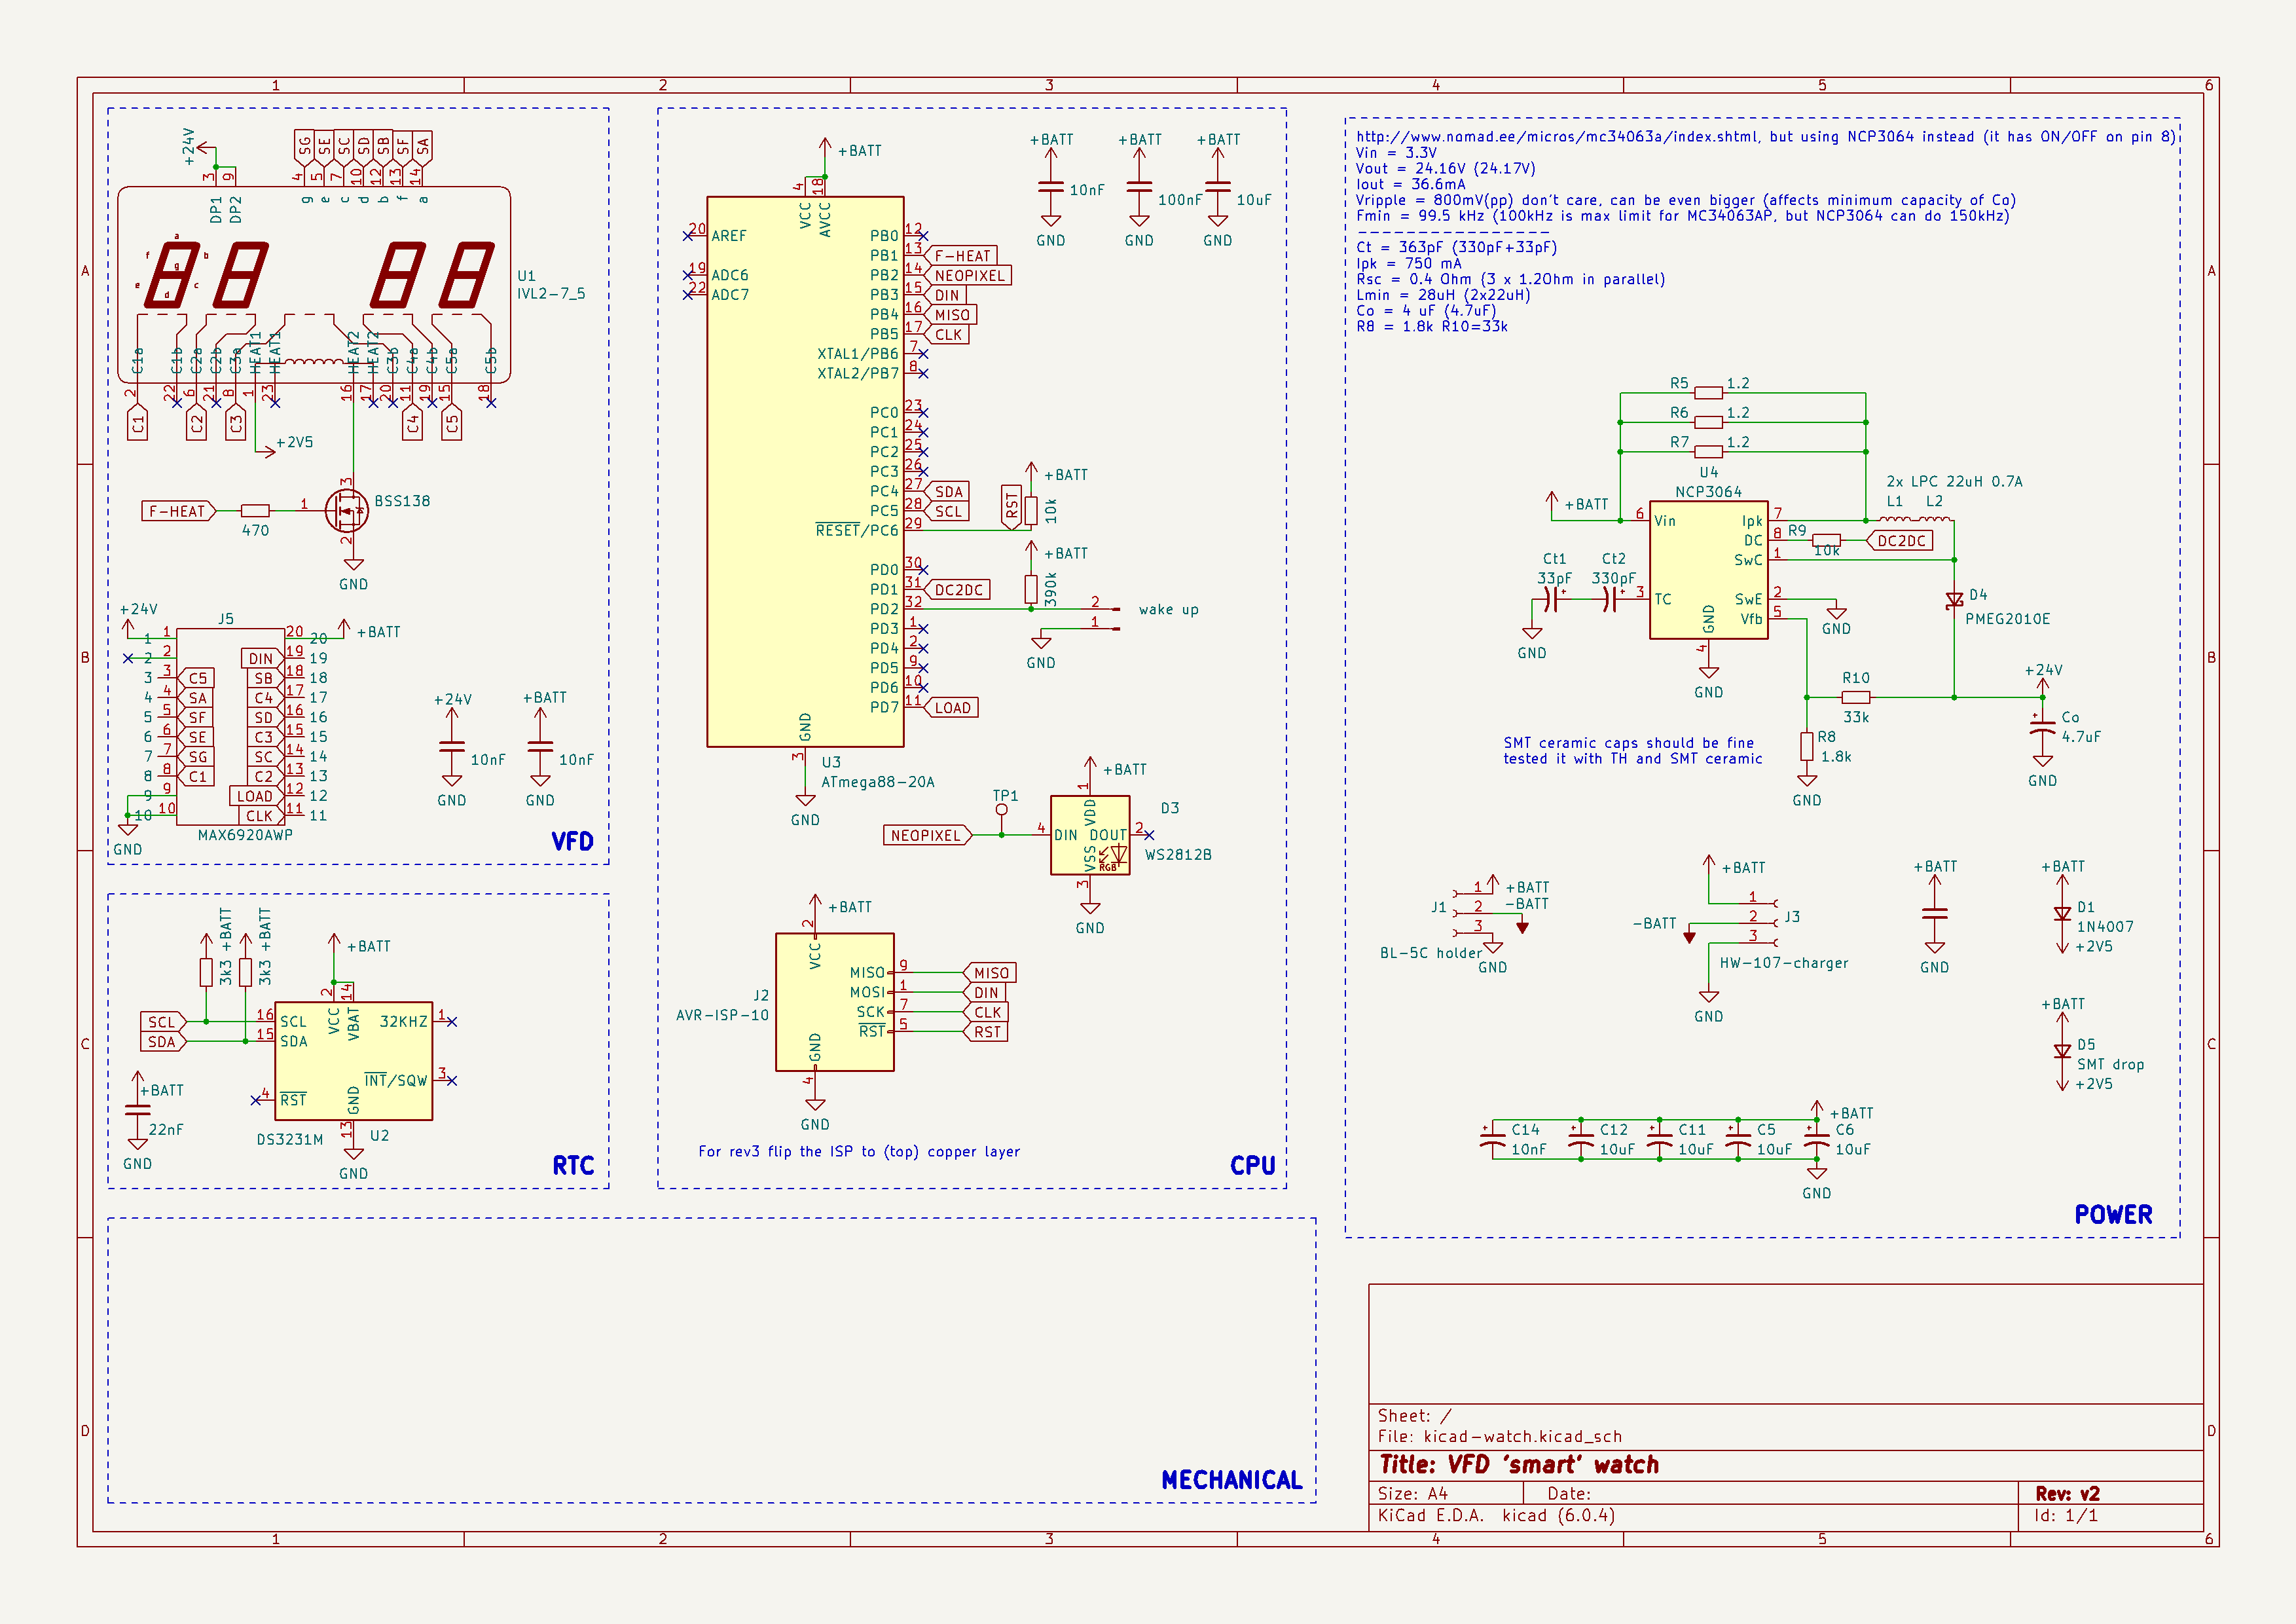 1 2 3 4 5 6
A
B
C
D
+24V
SG SE SC SD SB SF SA
3 9 4 5 7 10 12 13 14
DP1 DP2 g e c d b f a
a
f b
g
e c
d
U1
IVL2-7_5
C1a C1b C2a C2b C3a HEAT1 HEAT1 HEAT2 HEAT2 C3b C4a C4b C5a C5b
2 22 6 21 8 1 23 16 17 20 11 19 15 18
C1 C2 C3 C4 C5
+2V5
F-HEAT
470
1
3
2
BSS138
GND
+24V
J5
+BATT
1 1 20 20
2 2 DIN 19 19
3 3 C5 SB 18 18
4 4 SA C4 17 17
5 5 SF SD 16 16
6 6 SE C3 15 15
7 7 SG SC 14 14
8 8 C1 C2 13 13
9 9 LOAD 12 12
10 10 CLK 11 11
MAX6920AWP
GND
+24V
10nF
GND
+BATT
10nF
GND
VFD
3k3 +BATT
3k3 +BATT
+BATT
2 14
SCL 16 SCL VCC VBAT 32KHZ 1
SDA 15 SDA
INT/SQW 3
4 RST GND
13
+BATT
22nF
GND
DS3231M
U2
GND
RTC
+BATT
4 18
VCC AVCC
20 AREF
19 ADC6
22 ADC7
PB0 12
PB1 13 F-HEAT
PB2 14 NEOPIXEL
PB3 15 DIN
PB4 16 MISO
PB5 17 CLK
XTAL1/PB6 7
XTAL2/PB7 8
PC0 23
PC1 24
PC2 25
PC3 26
PC4 27 SDA
PC5 28 SCL
RESET/PC6 29
RST
10k
+BATT
PD0 30
PD1 31 DC2DC
PD2 32
390k
+BATT
2 wake up
1
GND
PD3 1
PD4 2
PD5 9
PD6 10
PD7 11 LOAD
GND
3
U3
ATmega88-20A
GND
+BATT
10nF
GND
+BATT
100nF
GND
+BATT
10uF
GND
NEOPIXEL
TP1
+BATT
1
4 DIN VDD DOUT 2
VSS RGB
3
D3
WS2812B
GND
+BATT
2
VCC
J2
AVR-ISP-10
MISO 9 MISO
MOSI 1 DIN
SCK 7 CLK
RST 5 RST
GND
4
GND
For rev3 flip the ISP to (top) copper layer
CPU
http://www.nomad.ee/micros/mc34063a/index.shtml, but using NCP3064 instead (it has ON/OFF on pin 8)
Vin = 3.3V
Vout = 24.16V (24.17V)
Iout = 36.6mA
Vripple = 800mV(pp) don't care, can be even bigger (affects minimum capacity of Co)
Fmin = 99.5 kHz (100kHz is max limit for MC34063AP, but NCP3064 can do 150kHz)
-----------------
Ct = 363pF (330pF+33pF)
Ipk = 750 mA
Rsc = 0.4 Ohm (3 x 1.2Ohm in parallel)
Lmin = 28uH (2x22uH)
Co = 4 uF (4.7uF)
R8 = 1.8k R10=33k
R5 1.2
R6 1.2
R7 1.2
U4
NCP3064
2x LPC 22uH 0.7A
L1 L2
+BATT
6 Vin Ipk 7
DC 8 R9 10k DC2DC
SwC 1
Ct1
33pF
Ct2
330pF
3 TC SwE 2
GND Vfb 5
4
GND
GND
GND
D4
PMEG2010E
R10
33k
+24V
Co
4.7uF
GND
R8
1.8k
GND
SMT ceramic caps should be fine
tested it with TH and SMT ceramic
J1
1 +BATT
2 -BATT
3
BL-5C holder
GND
+BATT
1
-BATT 2 J3
3
HW-107-charger
GND
+BATT
GND
+BATT
D1
1N4007
+2V5
+BATT
D5
SMT drop
+2V5
+BATT
C14
10nF
C12
10uF
C11
10uF
C5
10uF
C6
10uF
GND
POWER
MECHANICAL
Sheet: /
File: kicad-watch.kicad_sch
Title: VFD 'smart' watch
Size: A4 Date: Rev: v2
KiCad E.D.A. kicad (6.0.4) Id: 1/1
A
B
C
D
1 2 3 4 5 6